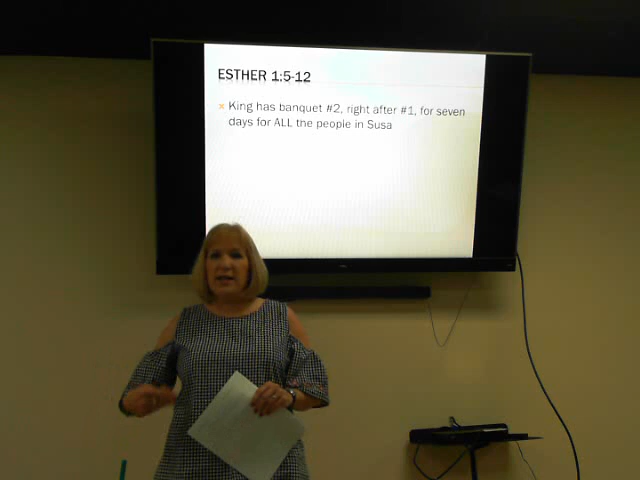 ESTHER 1:5-12
King has banquet #2, right after #1, for seven
days for ALL the people in Susa